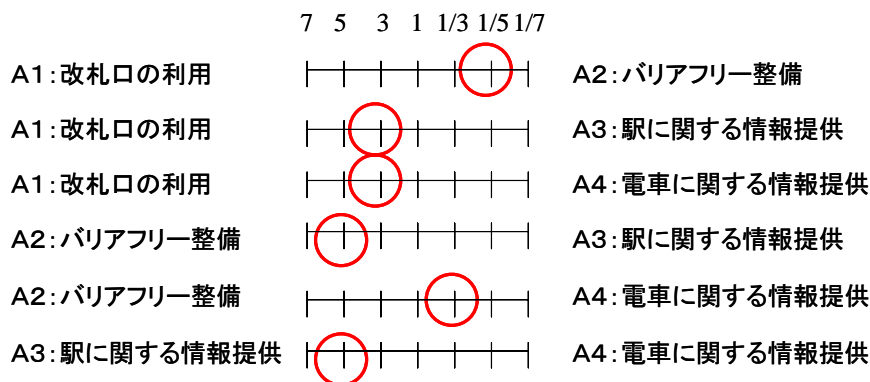 7 5 3 1 1/3 1/5 1/7
A1:改札口の利用 A2:バリアフリー整備
A1:改札口の利用 A3:駅に関する情報提供
A1:改札口の利用 A4:電車に関する情報提供
A2:バリアフリー整備 A3:駅に関する情報提供
A2:バリアフリー整備 A4:電車に関する情報提供
A3:駅に関する情報提供 A4:電車に関する情報提供